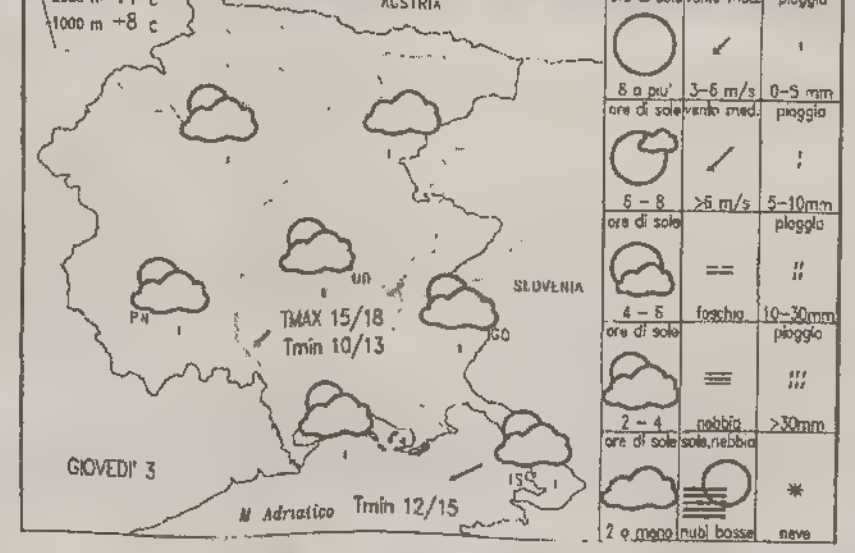 1000 m +8 c
AUSTRIA
UD
SLOVENIA
PN
GO
TMAX 15/18
Tmin 10/13
GIOVEDI' 3
M Adriatico
Tmin 12/15
TS
pioggia
8 o piu'
3-6 m/s
0-5 mm
ore di sole
vento med.
pioggia
6 - 8
>6 m/s
5-10mm
ore di sole
pioggia
4 - 6
foschia
10-30mm
ore di sole
pioggia
2 - 4
nebbia
>30mm
ore di sole
sole,nebbia
2 o meno
nubi basse
neve